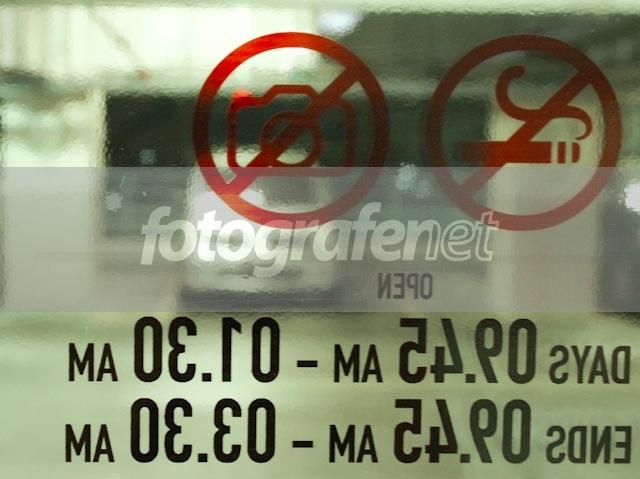 fotografenet
OPEN
DAYS 09.45 AM – 01.30 AM
ENDS 09.45 AM – 03.30 AM